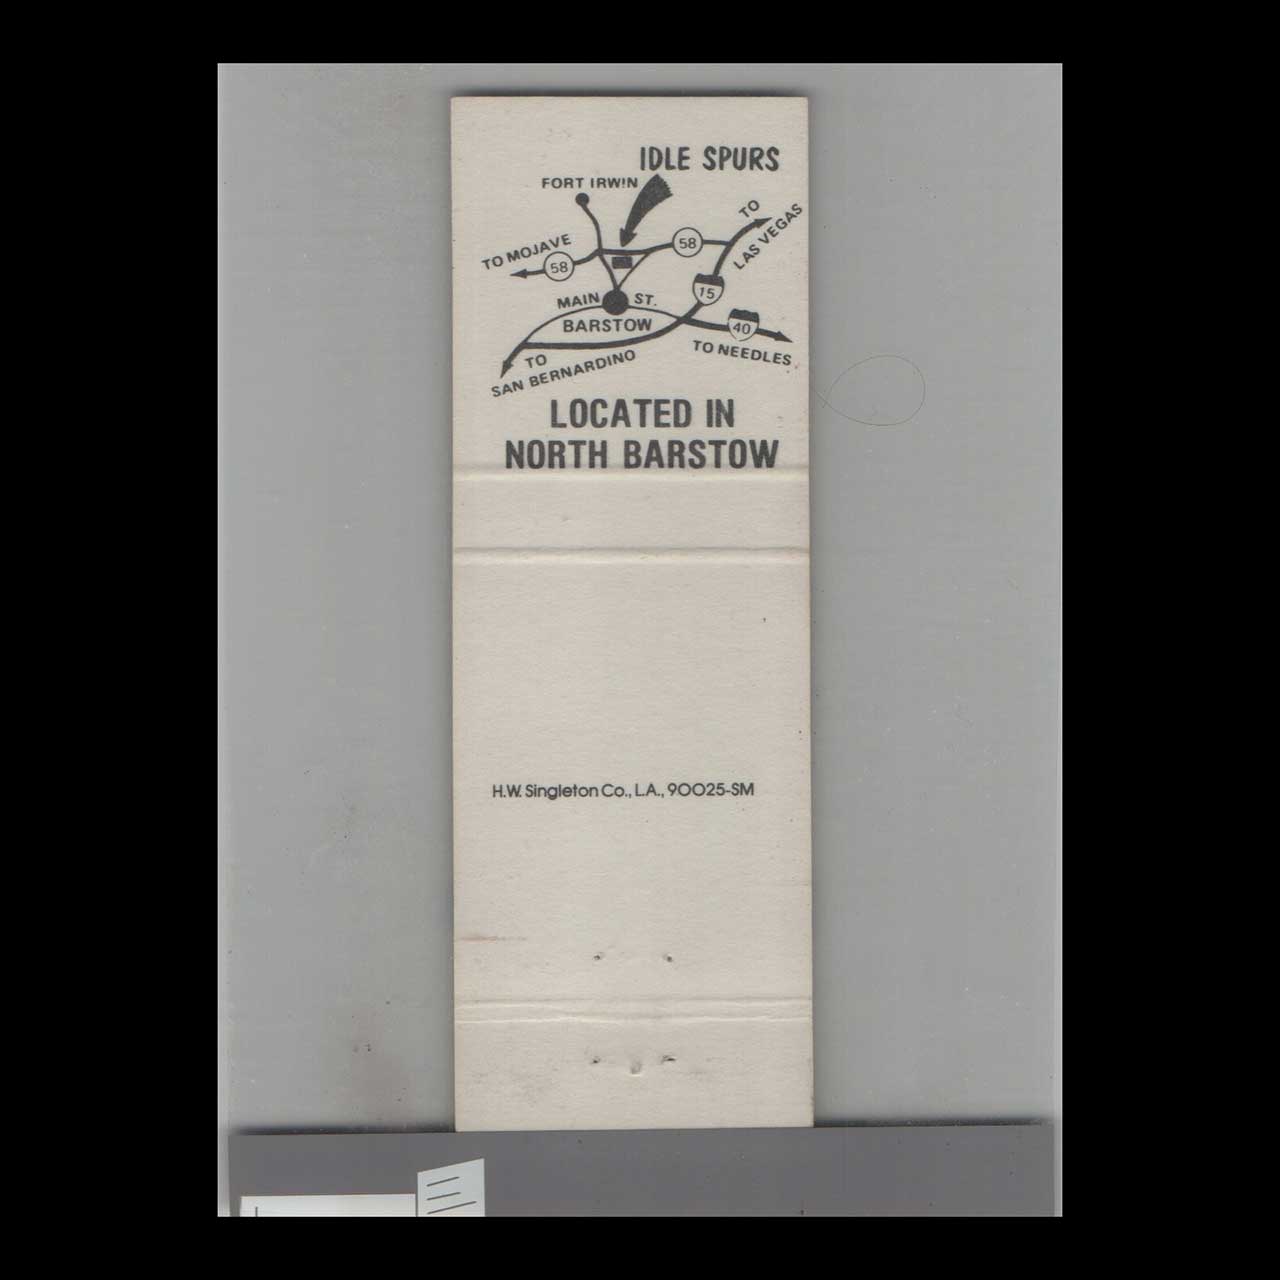 IDLE SPURS
FORT IRWIN
TO
LAS VEGAS
58
TO MOJAVE
58
15
MAIN ST.
BARSTOW
40
TO NEEDLES
TO
SAN BERNARDINO
LOCATED IN
NORTH BARSTOW
H.W. Singleton Co., L.A., 90025-SM